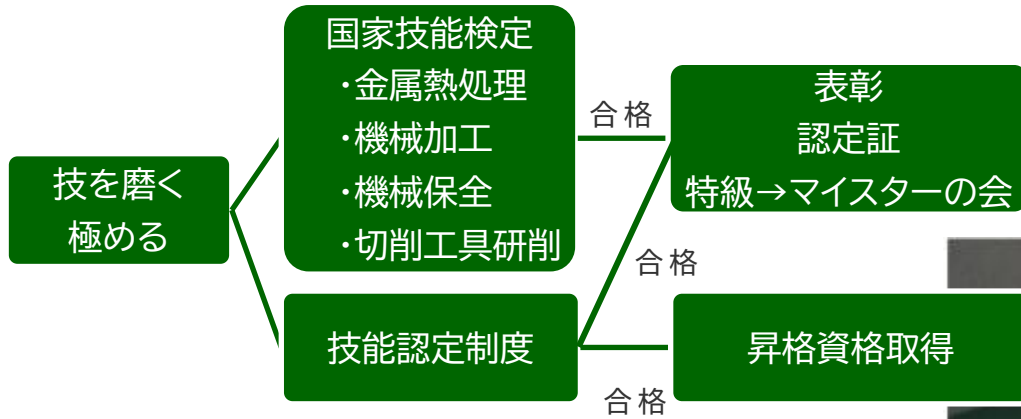 技を磨く
極める
国家技能検定
・金属熱処理
・機械加工
・機械保全
・切削工具研削
合格
表彰
認定証
特級→マイスターの会
合格
技能認定制度
昇格資格取得
合格